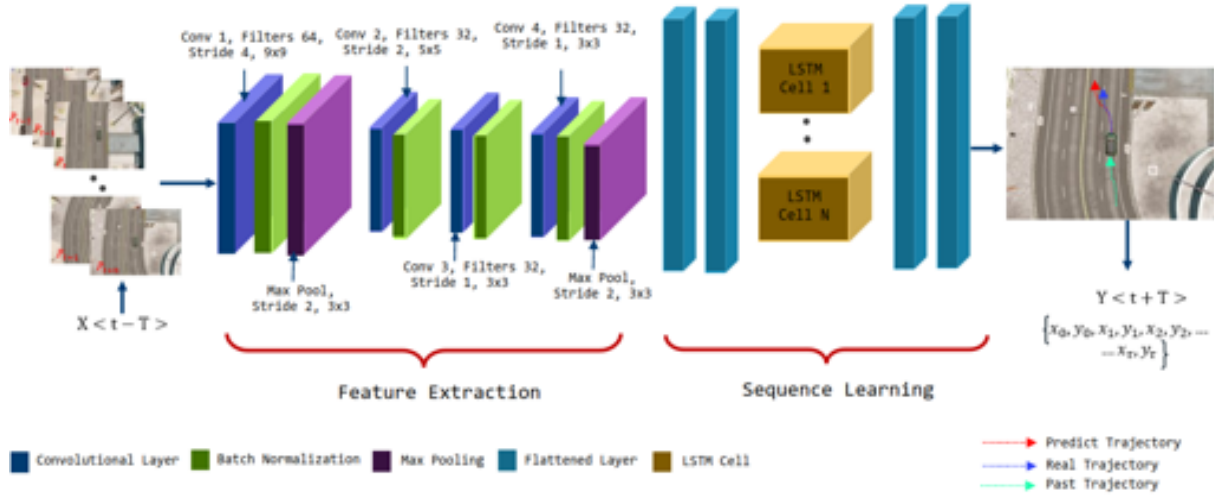 Conv 1, Filters 64,
Stride 4, 9x9
Conv 2, Filters 32,
Stride 2, 5x5
Conv 4, Filters 32,
Stride 1, 3x3
LSTM
Cell 1
LSTM
Cell N
Conv 3, Filters 32,
Stride 1, 3x3
Max Pool,
Stride 2, 3x3
Max Pool,
Stride 2, 3x3
X < t − T >
Y < t + T >
{x₀, y₀, x₁, y₁, x₂, y₂, ...
... xτ, yτ}
Feature Extraction
Sequence Learning
Convolutional Layer
Batch Normalization
Max Pooling
Flattened Layer
LSTM Cell
Predict Trajectory
Real Trajectory
Past Trajectory